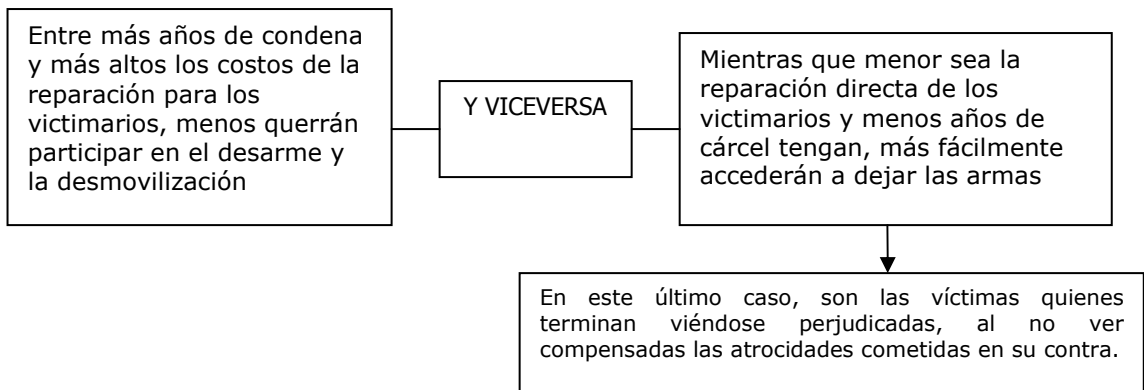 Entre más años de condena
y más altos los costos de la
reparación para los
victimarios, menos querrán
participar en el desarme y
la desmovilización
Y VICEVERSA
Mientras que menor sea la
reparación directa de los
victimarios y menos años de
cárcel tengan, más fácilmente
accederán a dejar las armas
En este último caso, son las víctimas quienes
terminan viéndose perjudicadas, al no ver
compensadas las atrocidades cometidas en su contra.